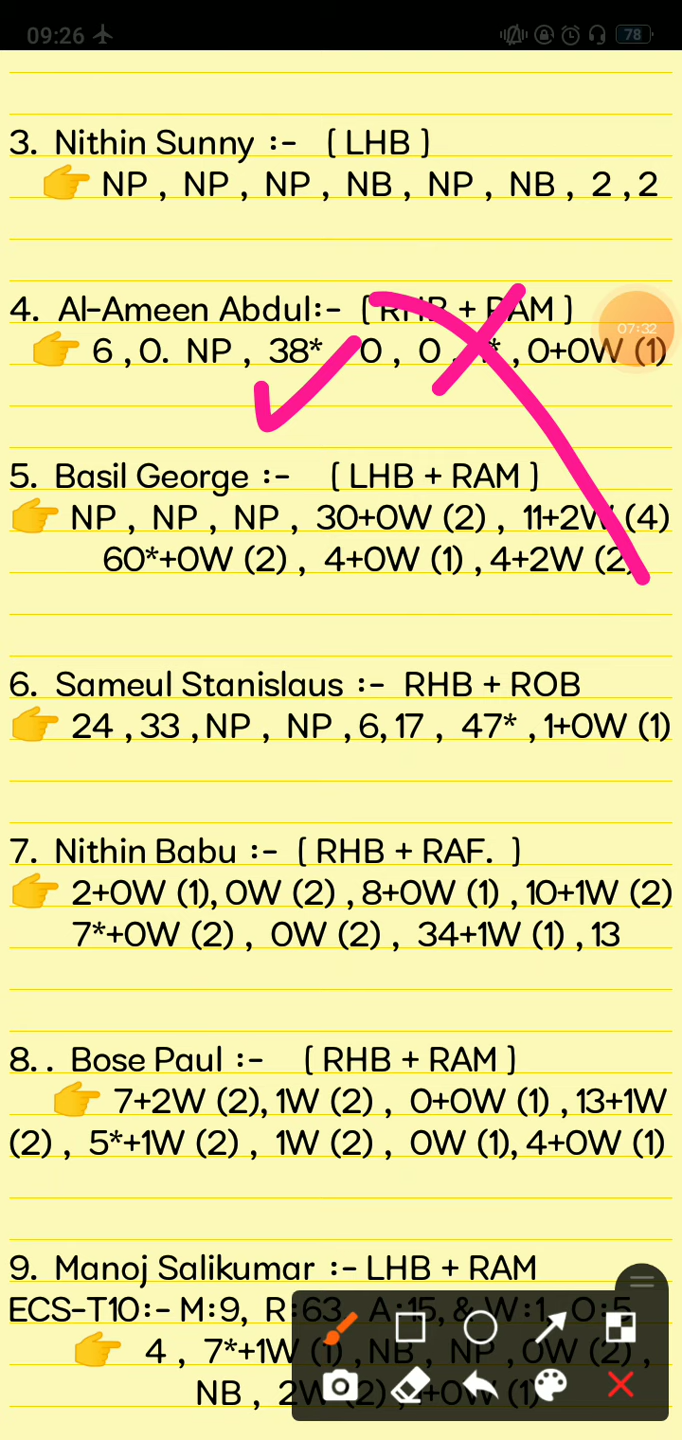 09:26
78
3. Nithin Sunny :- ( LHB )
NP , NP , NP , NB , NP , NB , 2 , 2
4. Al-Ameen Abdul:- ( RHB + RAM )
07:32
6 , 0. NP , 38* 0 , 0 , * , 0+0W (1)
5. Basil George :- ( LHB + RAM )
NP , NP , NP , 30+0W (2) , 11+2W (4)
60*+0W (2) , 4+0W (1) , 4+2W (2)
6. Sameul Stanislaus :- RHB + ROB
24 , 33 , NP , NP , 6, 17 , 47* , 1+0W (1)
7. Nithin Babu :- ( RHB + RAF. )
2+0W (1), 0W (2) , 8+0W (1) , 10+1W (2)
7*+0W (2) , 0W (2) , 34+1W (1) , 13
8. . Bose Paul :- ( RHB + RAM )
7+2W (2), 1W (2) , 0+0W (1) , 13+1W
(2) , 5*+1W (2) , 1W (2) , 0W (1), 4+0W (1)
9. Manoj Salikumar :- LHB + RAM
ECS-T10:- M:9, R:63, A:15, & W:1, O:5
4 , 7*+1W (1) , NB , NP , 0W (2) ,
NB , 2W (2) +0W (1)